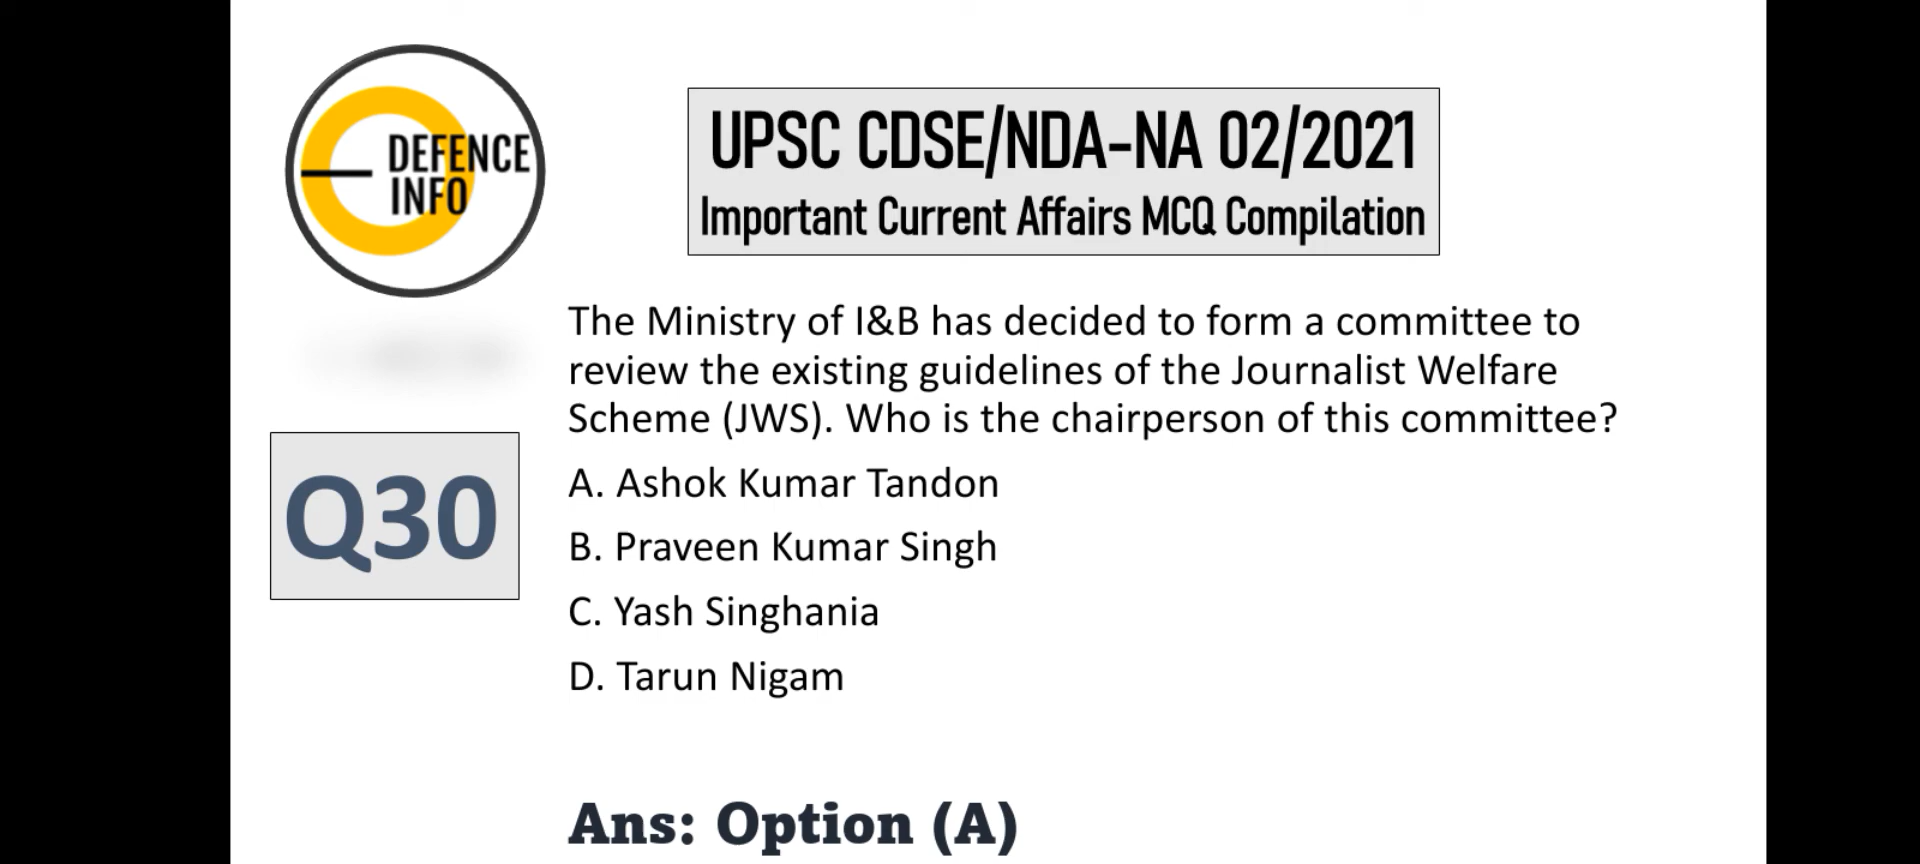 DEFENCE
INFO
UPSC CDSE/NDA-NA 02/2021
Important Current Affairs MCQ Compilation
The Ministry of I&B has decided to form a committee to
review the existing guidelines of the Journalist Welfare
Scheme (JWS). Who is the chairperson of this committee?
Q30
A. Ashok Kumar Tandon
B. Praveen Kumar Singh
C. Yash Singhania
D. Tarun Nigam
Ans: Option (A)